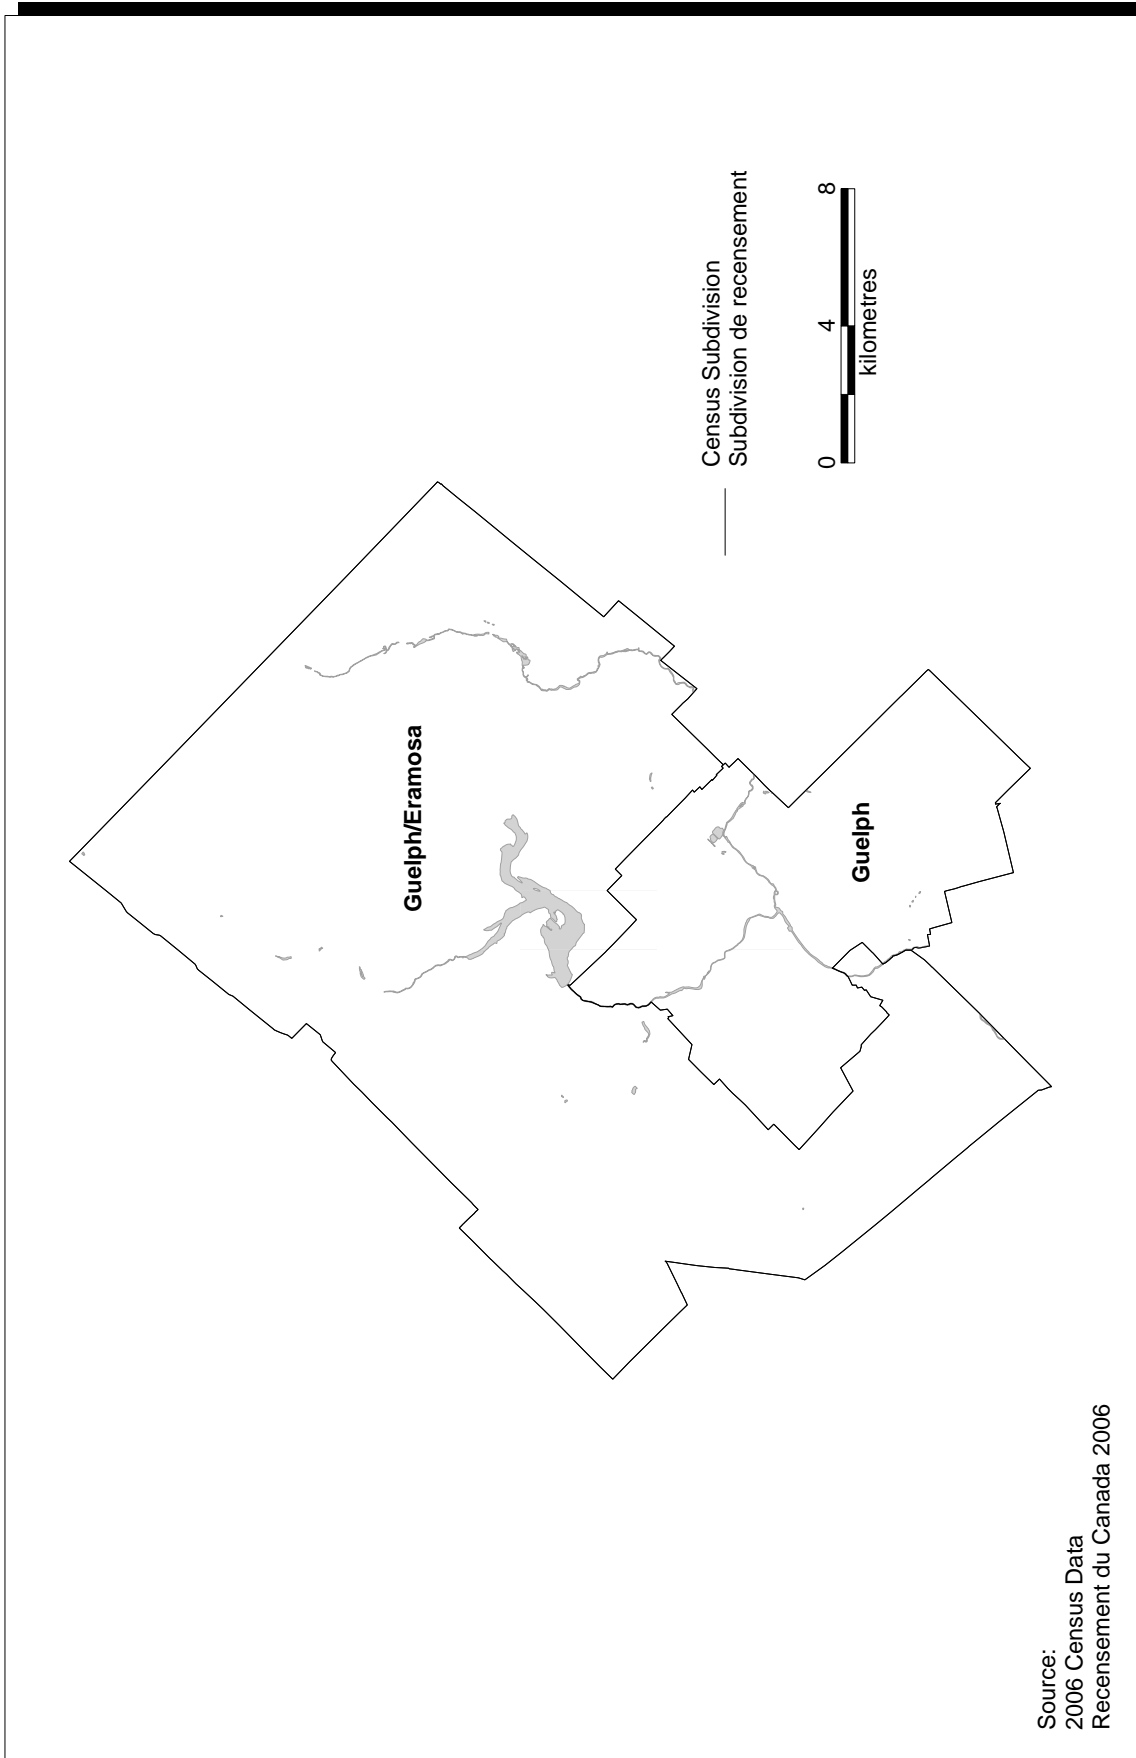 Guelph/Eramosa
Census Subdivision
Subdivision de recensement
0 4 8
kilometres
Guelph
Source:
2006 Census Data
Recensement du Canada 2006